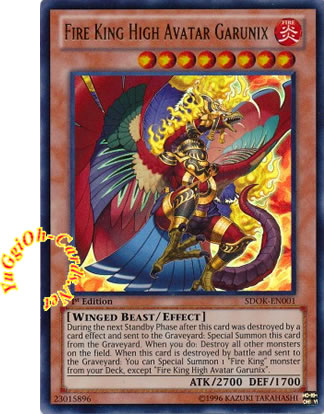 FIRE KING HIGH AVATAR GARUNIX
FIRE
炎
YuGgiOh-Cards.Net
1st Edition
SDOK-EN001
[WINGED BEAST / EFFECT]
During the next Standby Phase after this card was destroyed by a
card effect and sent to the Graveyard: Special Summon this card
from the Graveyard. When you do: Destroy all other monsters
on the field. When this card is destroyed by battle and sent to
the Graveyard: You can Special Summon 1 "Fire King" monster
from your Deck, except "Fire King High Avatar Garunix".
ATK/2700 DEF/1700
23015896
©1996 KAZUKI TAKAHASHI